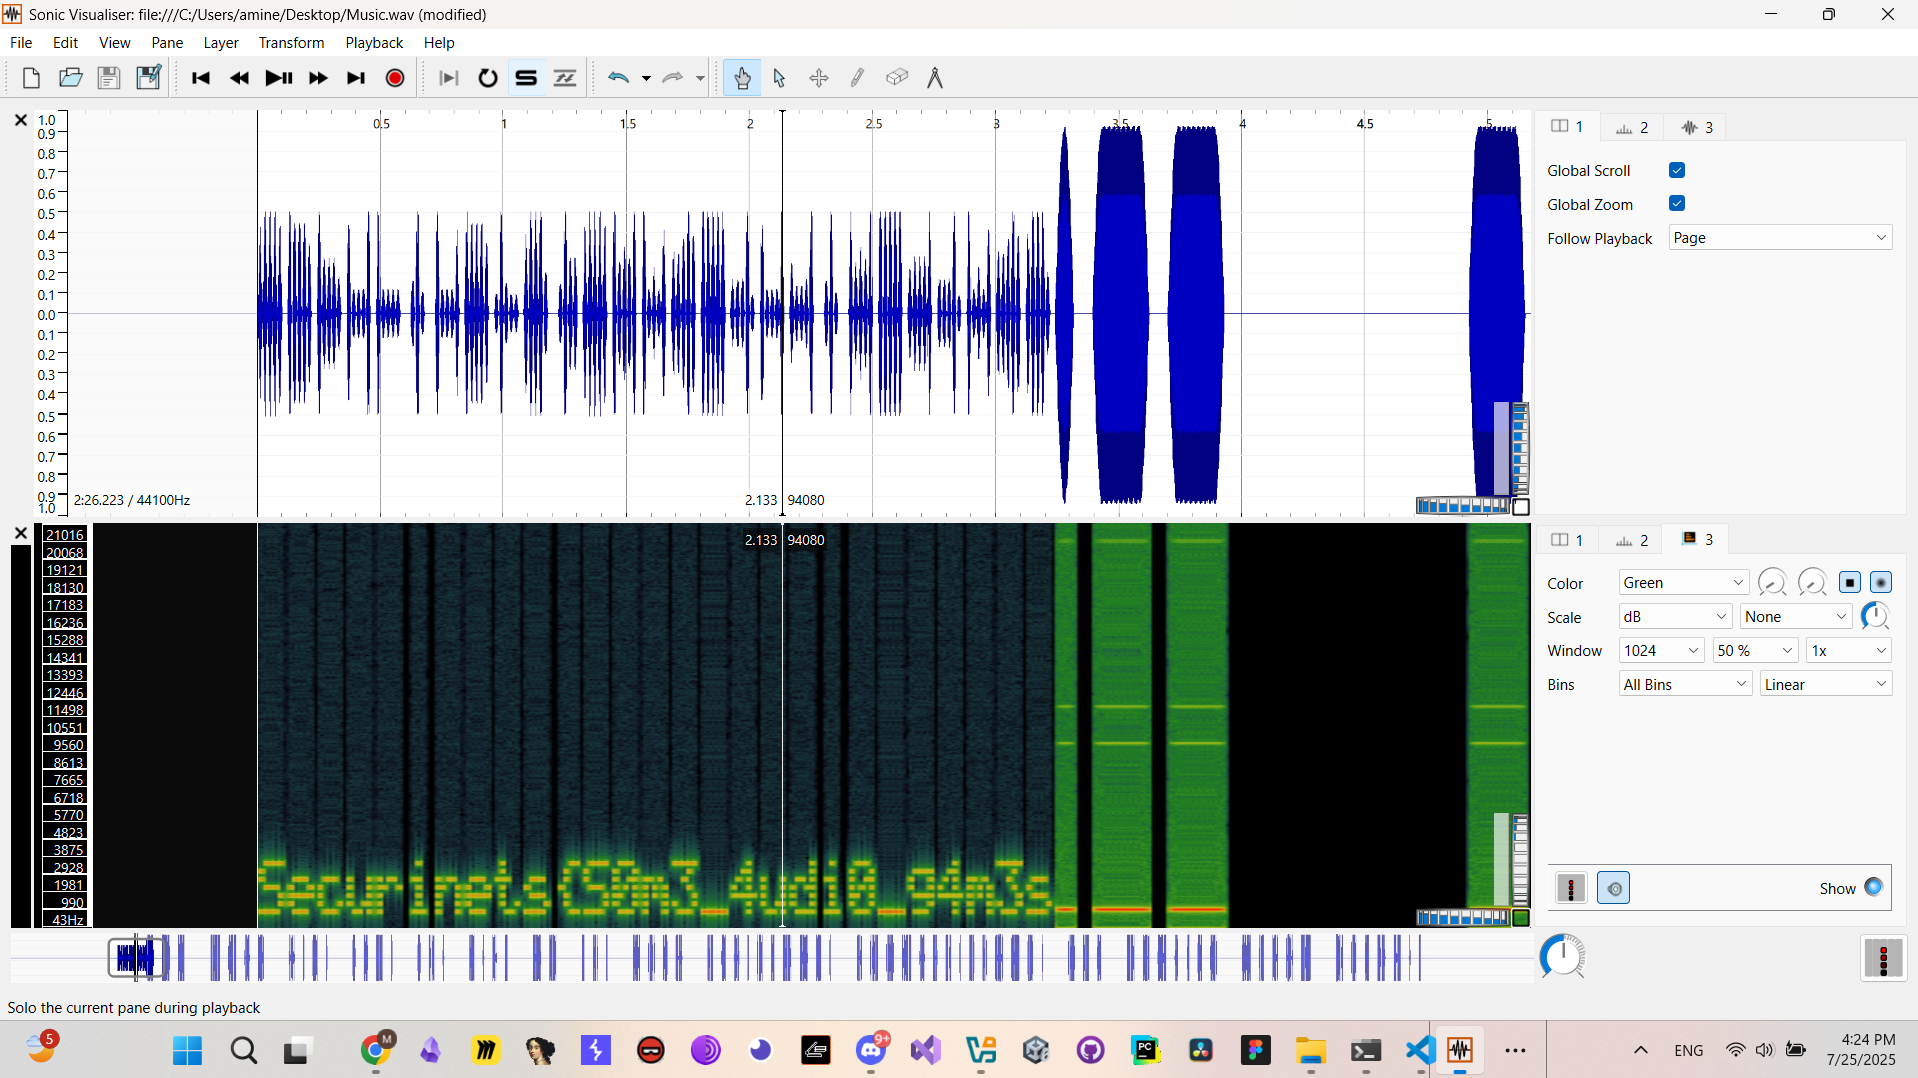 Sonic Visualiser: file:///C:/Users/amine/Desktop/Music.wav (modified)
File Edit View Pane Layer Transform Playback Help
1.0
0.9
0.8
0.7
0.6
0.5
0.4
0.3
0.2
0.1
0.0
0.1
0.2
0.3
0.4
0.5
0.6
0.7
0.8
0.9
1.0
0.5 1 1.5 2 2.5 3 3.5 4 4.5 5
2:26.223 / 44100Hz
2.133 94080
1 2 3
Global Scroll
Global Zoom
Follow Playback Page
21016
20068
19121
18130
17183
16236
15288
14341
13393
12446
11498
10551
9560
8613
7665
6718
5770
4823
3875
2928
1981
990
43Hz
2.133 94080
1 2 3
Color Green
Scale dB None
Window 1024 50 % 1x
Bins All Bins Linear
Show
Solo the current pane during playback
5
M
9+
PC
ENG
4:24 PM
7/25/2025